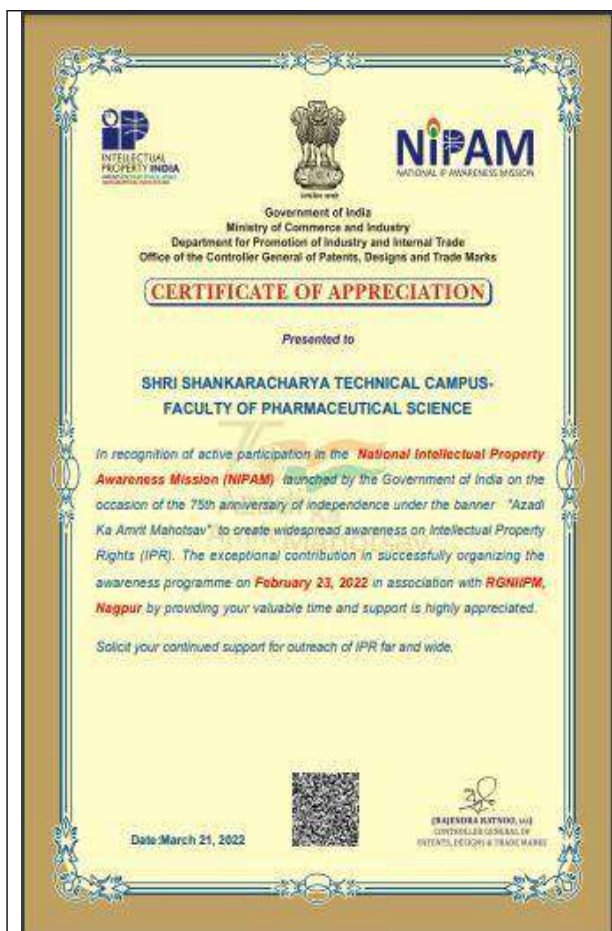 iP
INTELLECTUAL
PROPERTY INDIA
NiPAM
NATIONAL IP AWARENESS MISSION
सत्यमेव जयते
Government of India
Ministry of Commerce and Industry
Department for Promotion of Industry and Internal Trade
Office of the Controller General of Patents, Designs and Trade Marks
CERTIFICATE OF APPRECIATION
Presented to
SHRI SHANKARACHARYA TECHNICAL CAMPUS-
FACULTY OF PHARMACEUTICAL SCIENCE
In recognition of active participation in the National Intellectual Property
Awareness Mission (NIPAM) launched by the Government of India on the
occasion of the 75th anniversary of independence under the banner "Azadi
Ka Amrit Mahotsav" to create widespread awareness on Intellectual Property
Rights (IPR). The exceptional contribution in successfully organizing the
awareness programme on February 23, 2022 in association with RGNIIPM,
Nagpur by providing your valuable time and support is highly appreciated.
Solicit your continued support for outreach of IPR far and wide.
Date:March 21, 2022
(RAJENDRA RATNOO, IAS)
CONTROLLER GENERAL OF
PATENTS, DESIGNS & TRADE MARKS